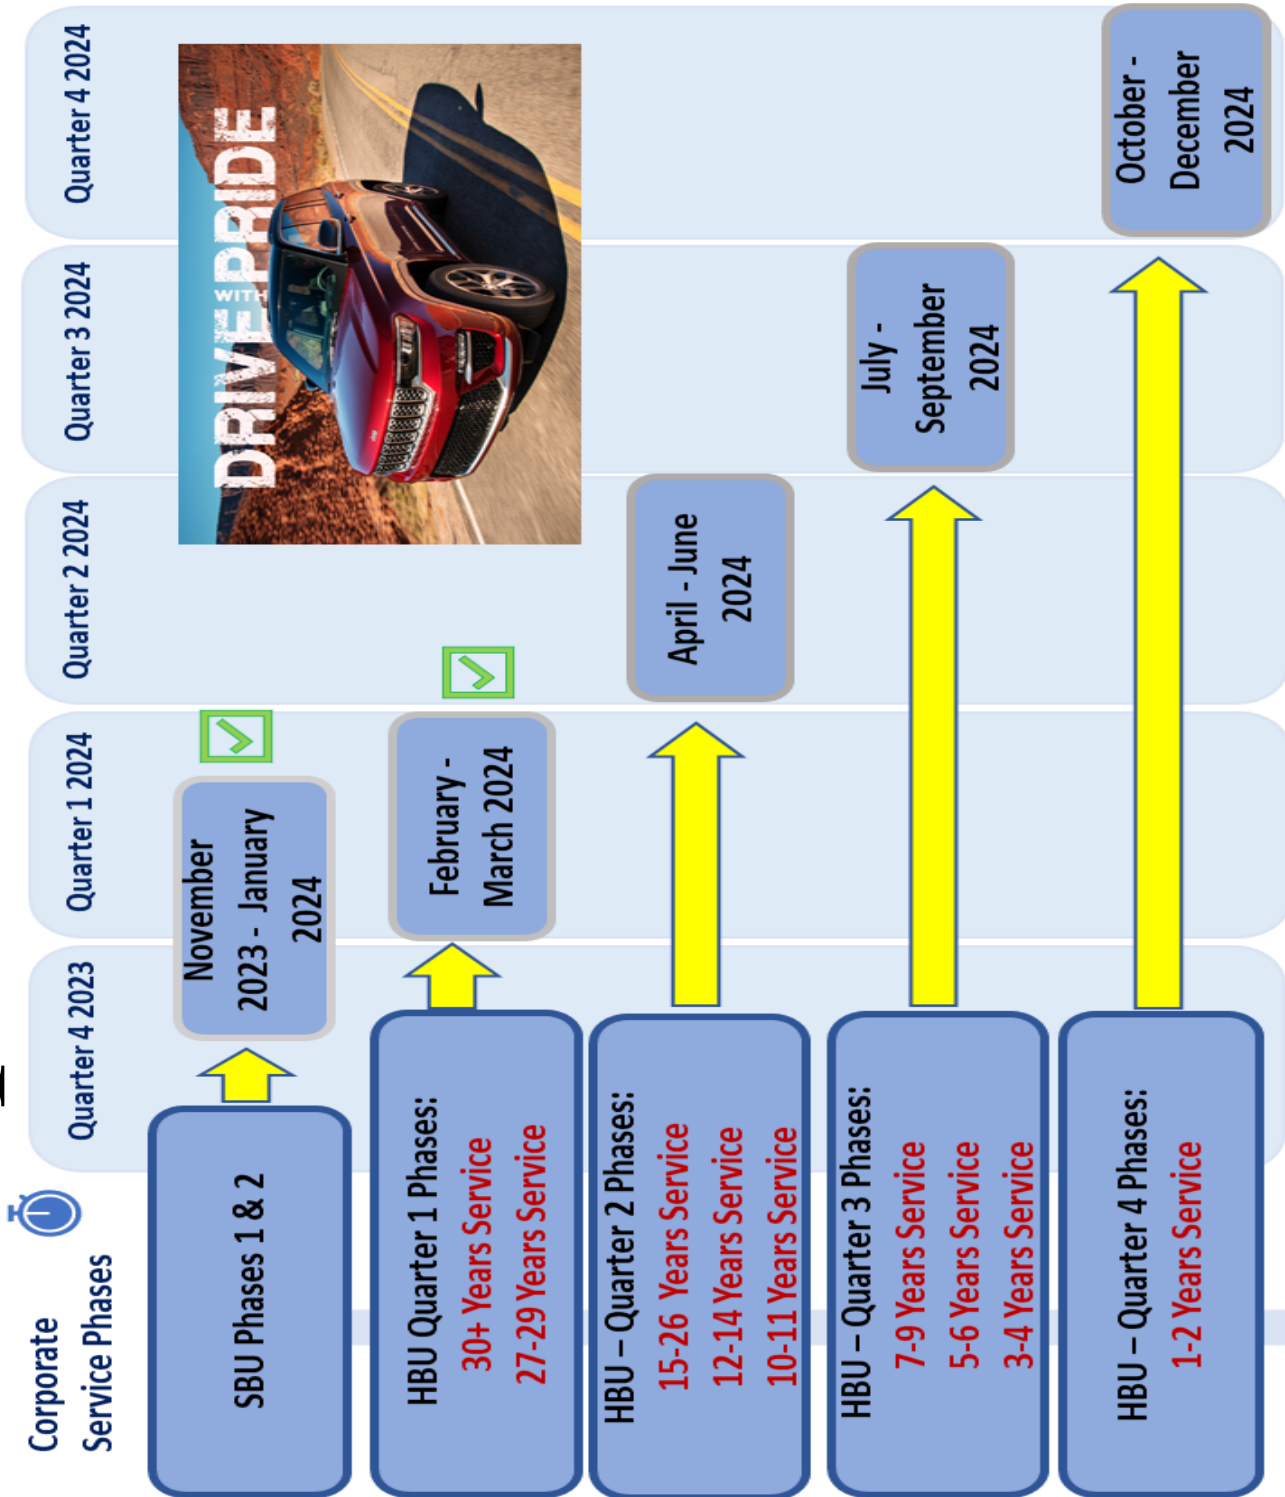 Corporate
Service Phases
Quarter 4 2023
Quarter 1 2024
Quarter 2 2024
Quarter 3 2024
Quarter 4 2024
SBU Phases 1 & 2
November
2023 - January
2024
DRIVE WITH PRIDE
HBU Quarter 1 Phases:
30+ Years Service
27-29 Years Service
February -
March 2024
HBU – Quarter 2 Phases:
15-26 Years Service
12-14 Years Service
10-11 Years Service
April - June
2024
HBU – Quarter 3 Phases:
7-9 Years Service
5-6 Years Service
3-4 Years Service
July -
September
2024
HBU – Quarter 4 Phases:
1-2 Years Service
October -
December
2024